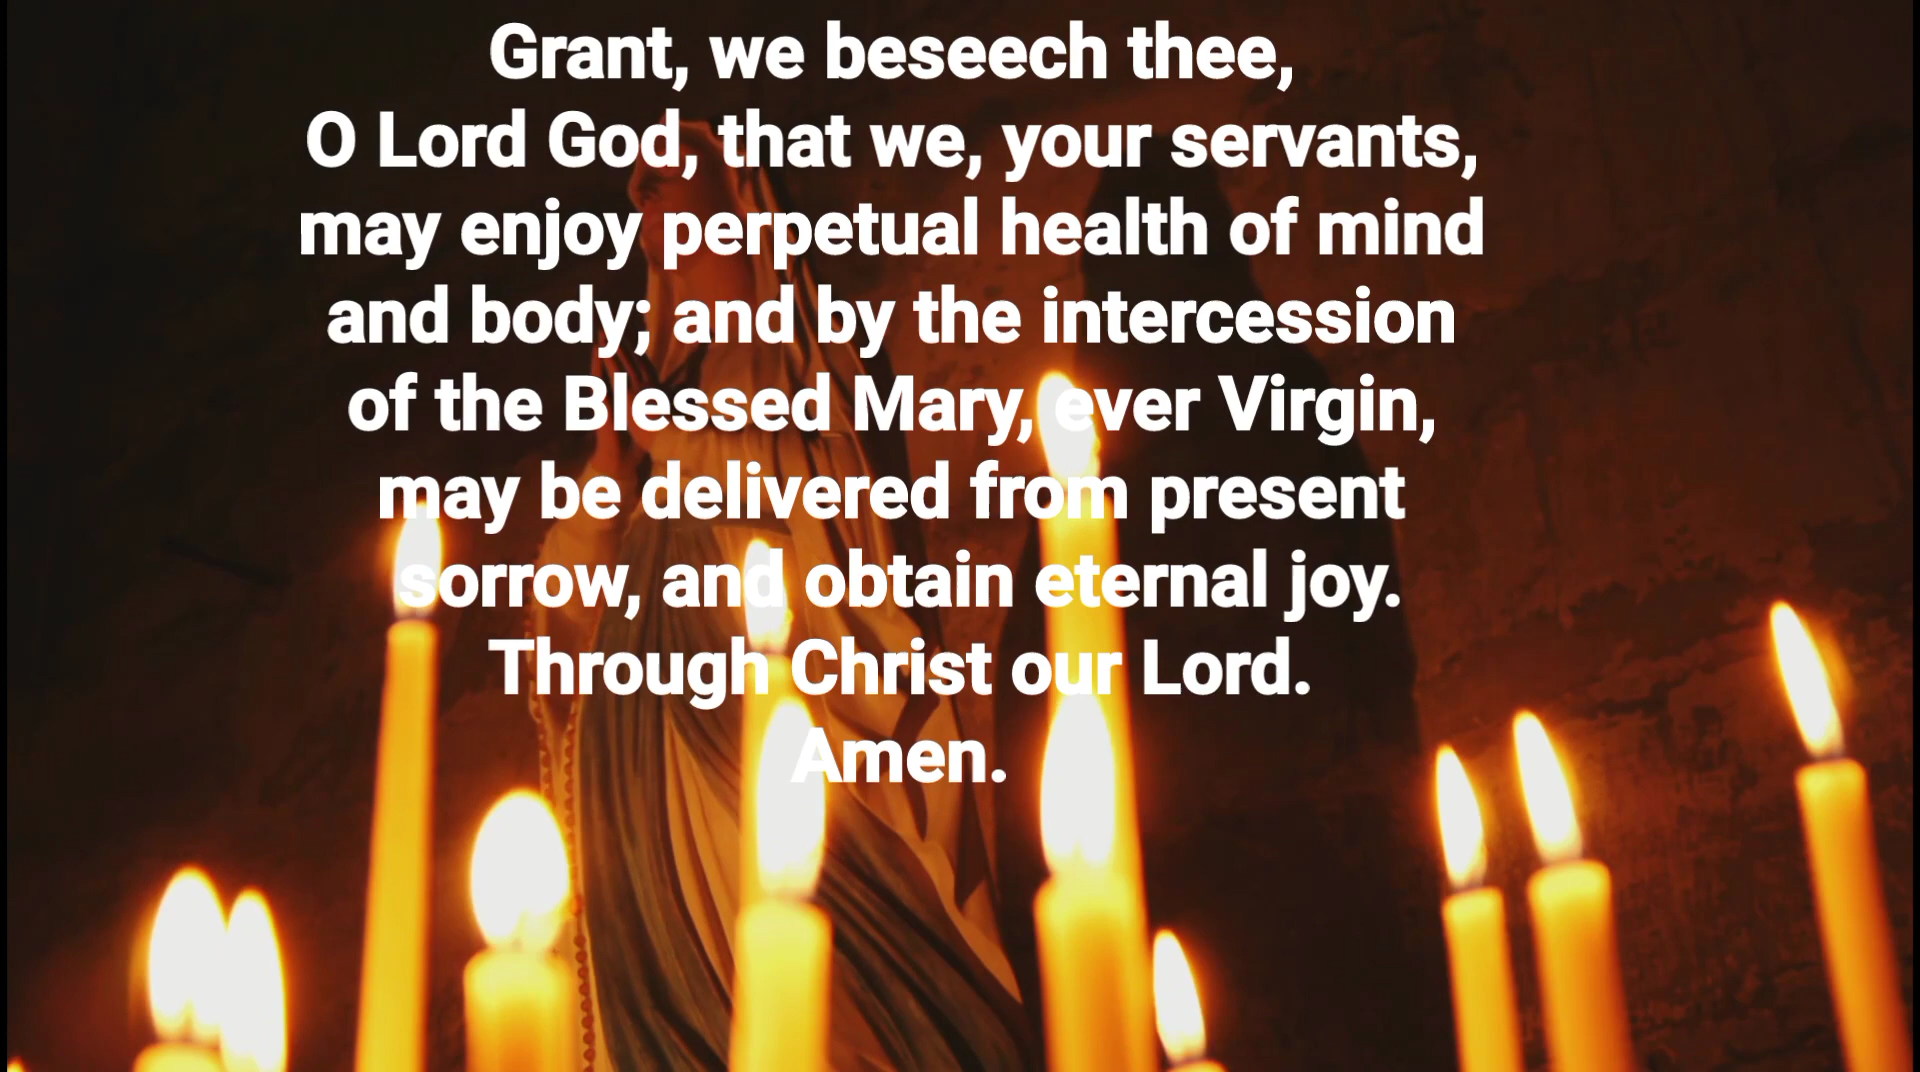 Grant, we beseech thee,
O Lord God, that we, your servants,
may enjoy perpetual health of mind
and body; and by the intercession
of the Blessed Mary, ever Virgin,
may be delivered from present
sorrow, and obtain eternal joy.
Through Christ our Lord.
Amen.